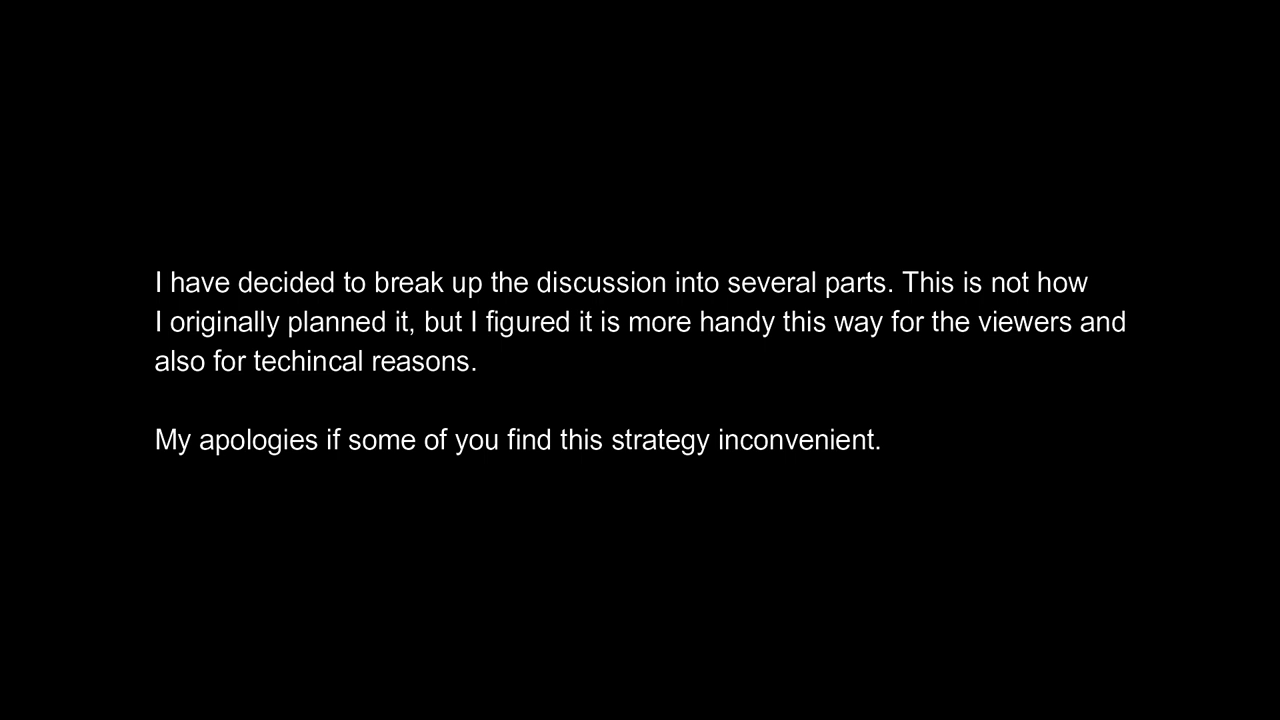 I have decided to break up the discussion into several parts. This is not how
I originally planned it, but I figured it is more handy this way for the viewers and
also for techincal reasons.
My apologies if some of you find this strategy inconvenient.